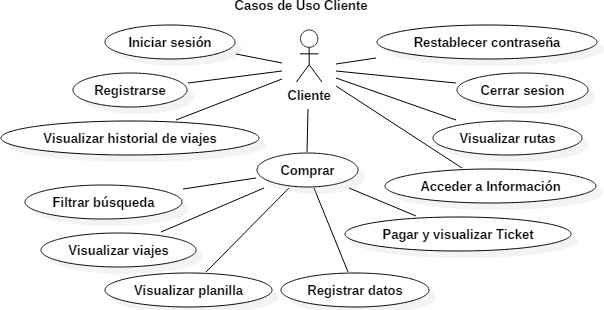 Casos de Uso Cliente
Iniciar sesión
Restablecer contraseña
Registrarse
Cliente
Cerrar sesion
Visualizar historial de viajes
Visualizar rutas
Comprar
Acceder a Información
Filtrar búsqueda
Pagar y visualizar Ticket
Visualizar viajes
Visualizar planilla
Registrar datos